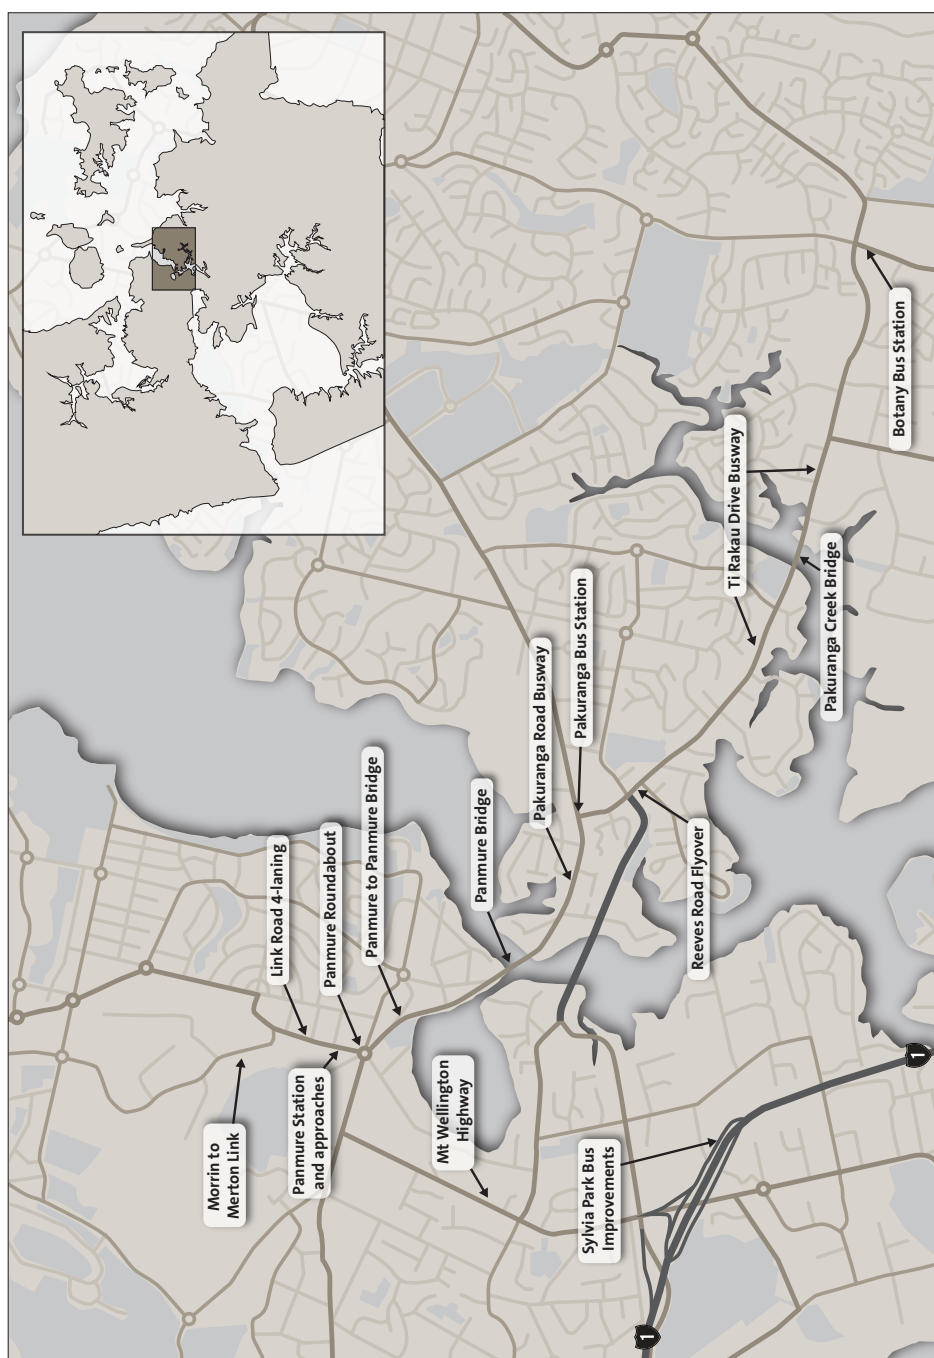 Morrin to
Merton Link
Link Road 4-laning
Panmure Station
and approaches
Panmure Roundabout
Panmure to Panmure Bridge
Mt Wellington
Highway
Panmure Bridge
Pakuranga Road Busway
Pakuranga Bus Station
Sylvia Park Bus
Improvements
1
1
Reeves Road Flyover
Ti Rakau Drive Busway
Pakuranga Creek Bridge
Botany Bus Station